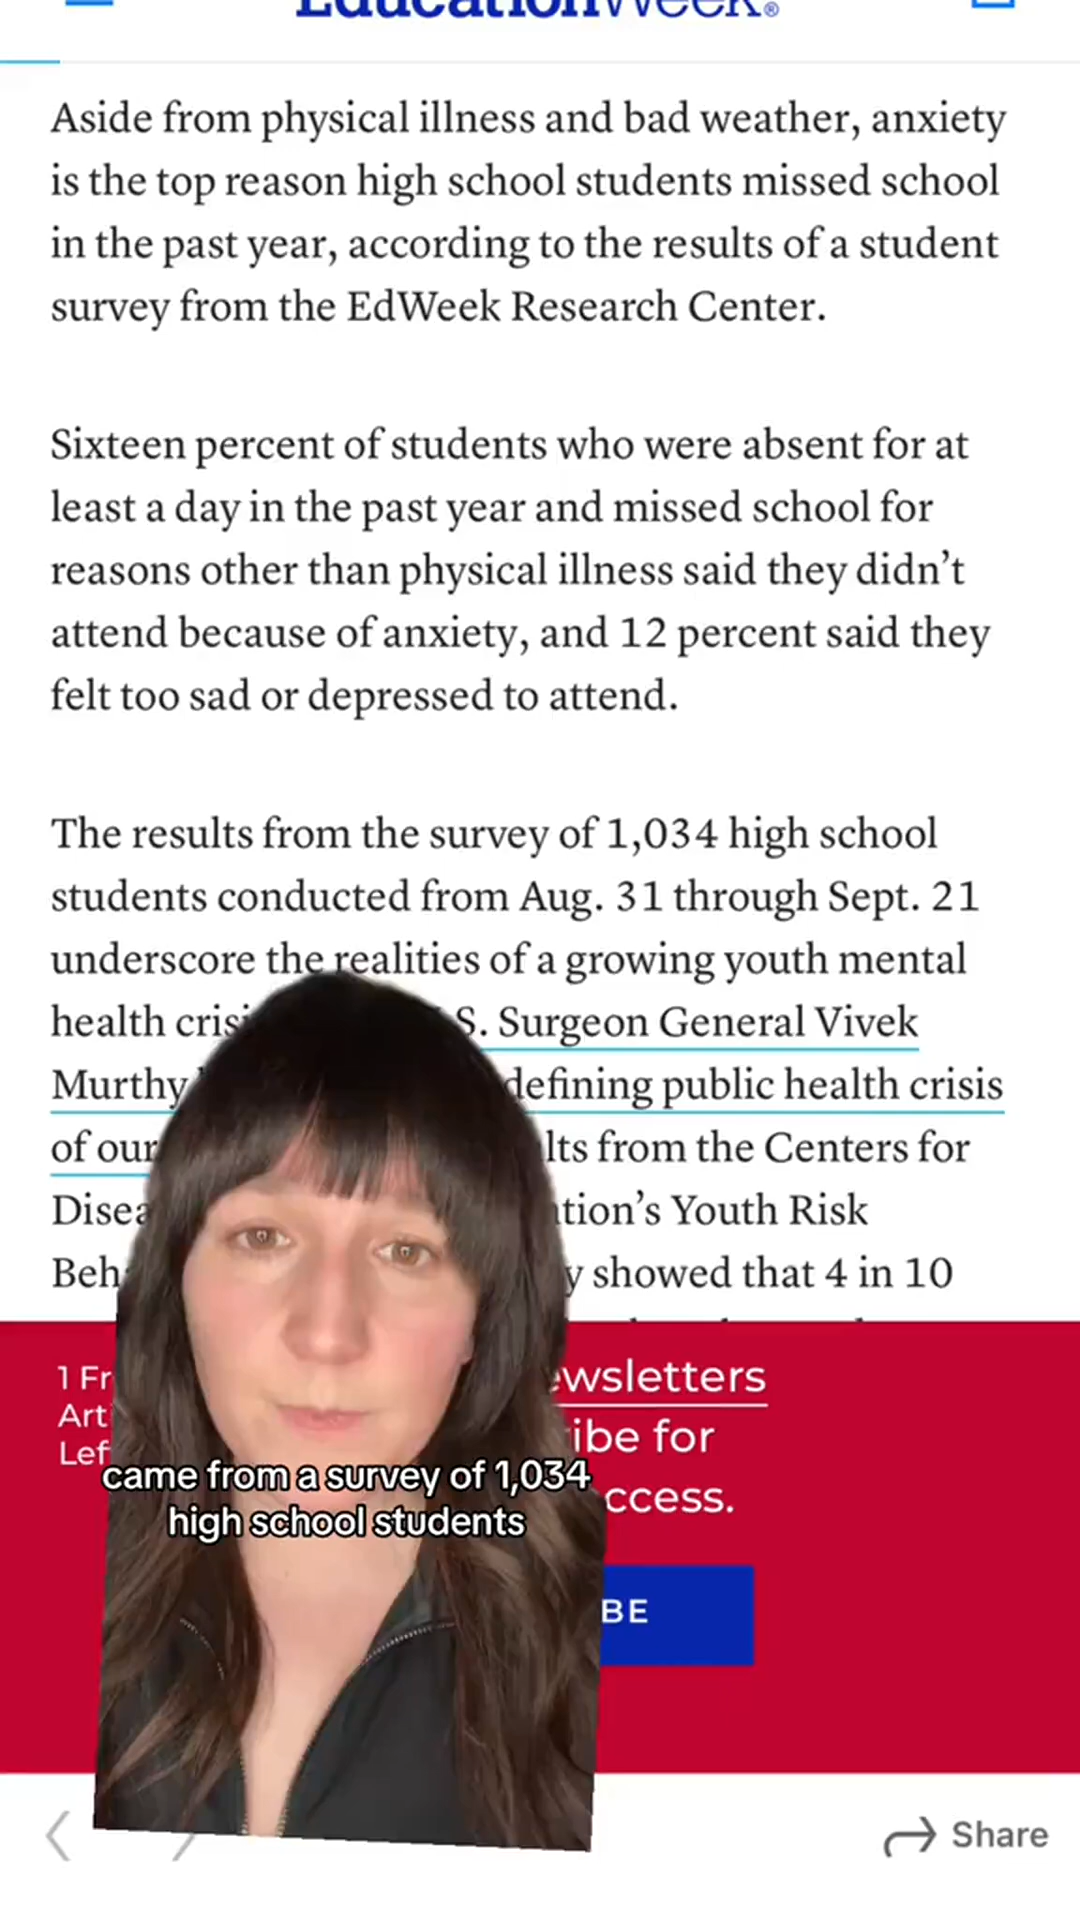 EducationWeek®
Aside from physical illness and bad weather, anxiety
is the top reason high school students missed school
in the past year, according to the results of a student
survey from the EdWeek Research Center.
Sixteen percent of students who were absent for at
least a day in the past year and missed school for
reasons other than physical illness said they didn’t
attend because of anxiety, and 12 percent said they
felt too sad or depressed to attend.
The results from the survey of 1,034 high school
students conducted from Aug. 31 through Sept. 21
underscore the realities of a growing youth mental
health S. Surgeon General Vivek
Murthy defining public health crisis
of our from the Centers for
Youth Risk
showed that 4 in 10
1
ibe for
came from a survey of 1,034
high school students
Share